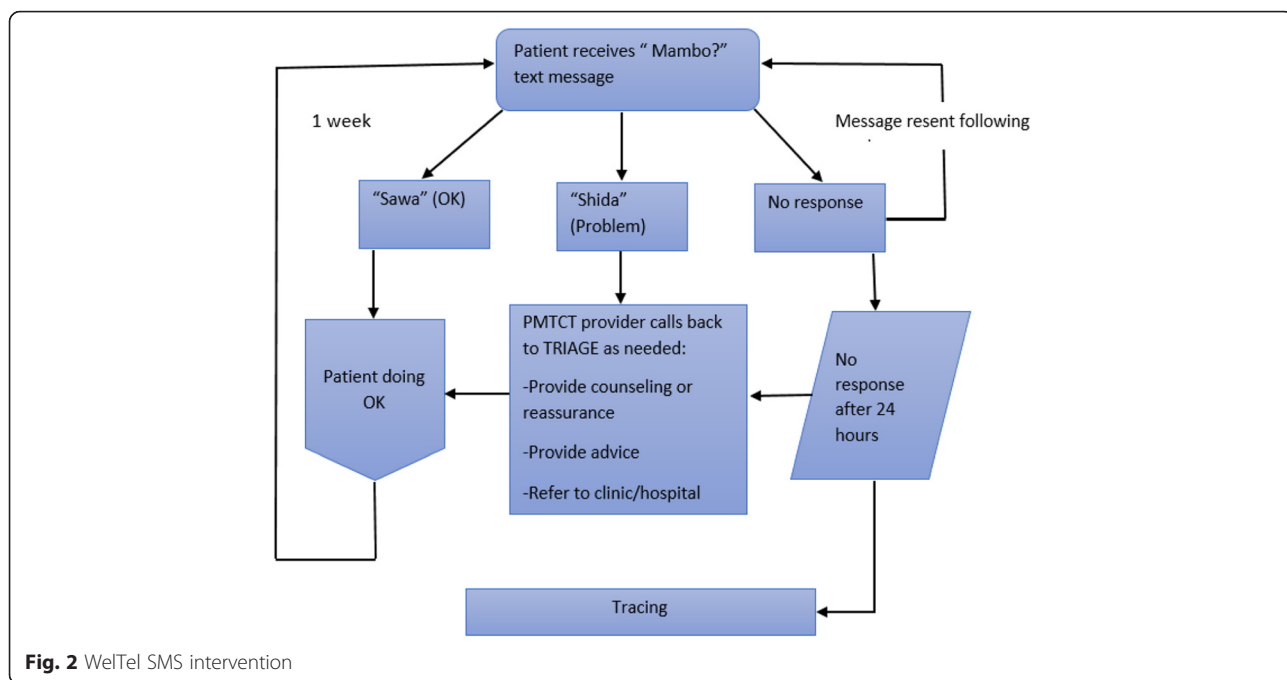 Patient receives “ Mambo?”
text message
1 week
Message resent following
.
“Sawa” (OK)
“Shida”
(Problem)
No response
Patient doing
OK
PMTCT provider calls back
to TRIAGE as needed:
-Provide counseling or
reassurance
-Provide advice
-Refer to clinic/hospital
No
response
after 24
hours
Tracing
Fig. 2 WelTel SMS intervention